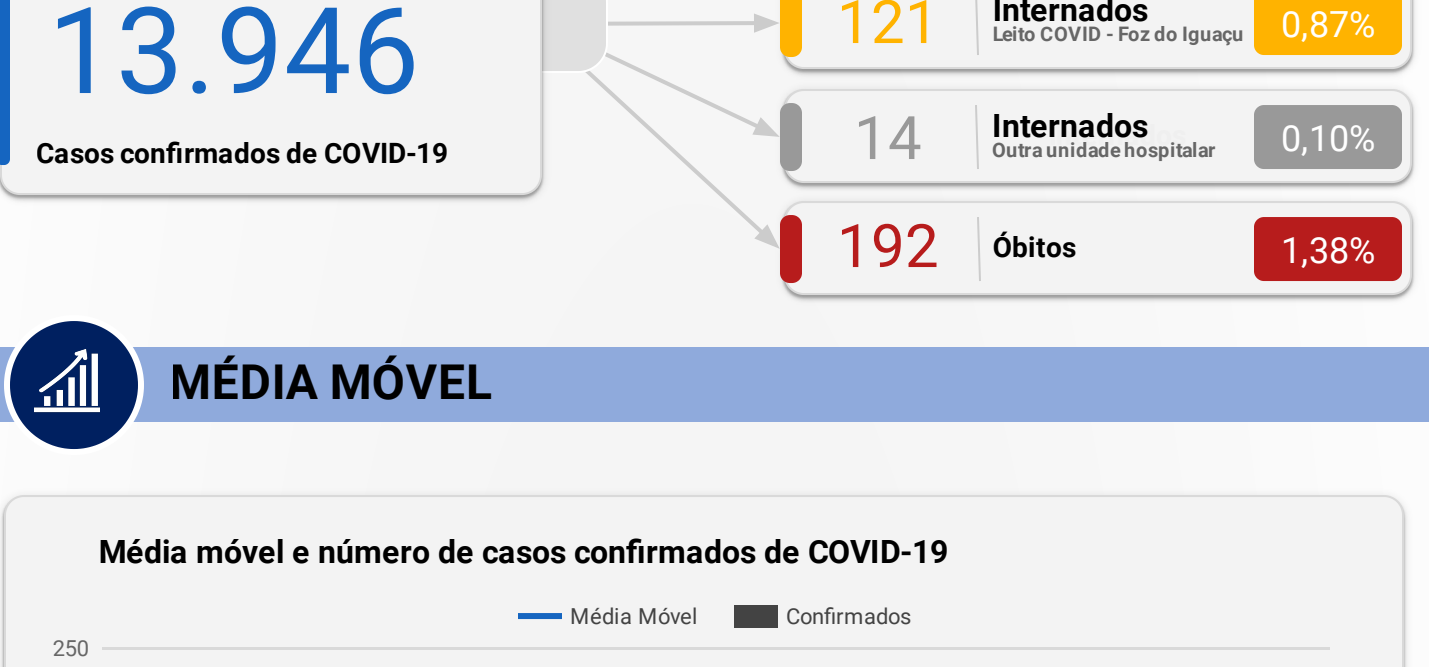 13.946
Casos confirmados de COVID-19
121
Internados
Leito COVID - Foz do Iguaçu
0,87%
14
Internados
Outra unidade hospitalar
0,10%
192
Óbitos
1,38%
MÉDIA MÓVEL
Média móvel e número de casos confirmados de COVID-19
Média Móvel
Confirmados
250